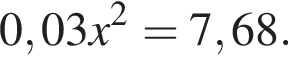 0,03x² = 7,68.